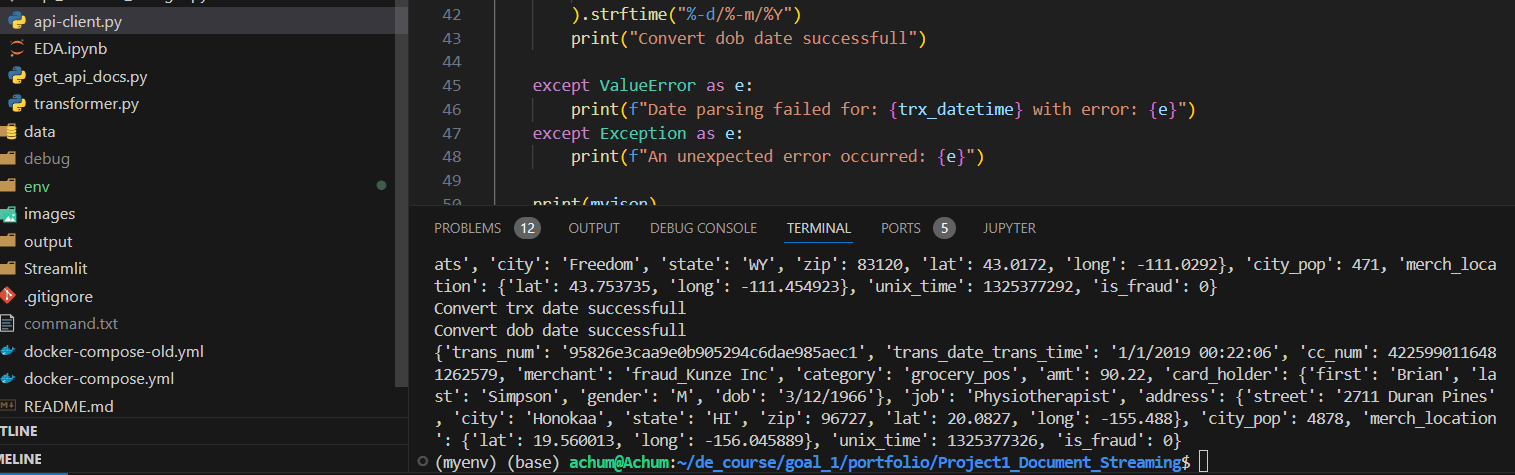 api-client.py
EDA.ipynb
get_api_docs.py
transformer.py
data
debug
env
images
output
Streamlit
.gitignore
command.txt
docker-compose-old.yml
docker-compose.yml
README.md
TLINE
MELINE
42 ).strftime("%-d/%-m/%Y")
43 print("Convert dob date successfull")
44
45 except ValueError as e:
46 print(f"Date parsing failed for: {trx_datetime} with error: {e}")
47 except Exception as e:
48 print(f"An unexpected error occurred: {e}")
49
50 print(myjson)
PROBLEMS 12 OUTPUT DEBUG CONSOLE TERMINAL PORTS 5 JUPYTER
ats', 'city': 'Freedom', 'state': 'WY', 'zip': 83120, 'lat': 43.0172, 'long': -111.0292}, 'city_pop': 471, 'merch_loca
tion': {'lat': 43.753735, 'long': -111.454923}, 'unix_time': 1325377292, 'is_fraud': 0}
Convert trx date successfull
Convert dob date successfull
{'trans_num': '95826e3caa9e0b905294c6dae985aec1', 'trans_date_trans_time': '1/1/2019 00:22:06', 'cc_num': 422599011648
1262579, 'merchant': 'fraud_Kunze Inc', 'category': 'grocery_pos', 'amt': 90.22, 'card_holder': {'first': 'Brian', 'la
st': 'Simpson', 'gender': 'M', 'dob': '3/12/1966'}, 'job': 'Physiotherapist', 'address': {'street': '2711 Duran Pines'
, 'city': 'Honokaa', 'state': 'HI', 'zip': 96727, 'lat': 20.0827, 'long': -155.488}, 'city_pop': 4878, 'merch_location
': {'lat': 19.560013, 'long': -156.045889}, 'unix_time': 1325377326, 'is_fraud': 0}
(myenv) (base) achum@Achum:~/de_course/goal_1/portfolio/Project1_Document_Streaming$